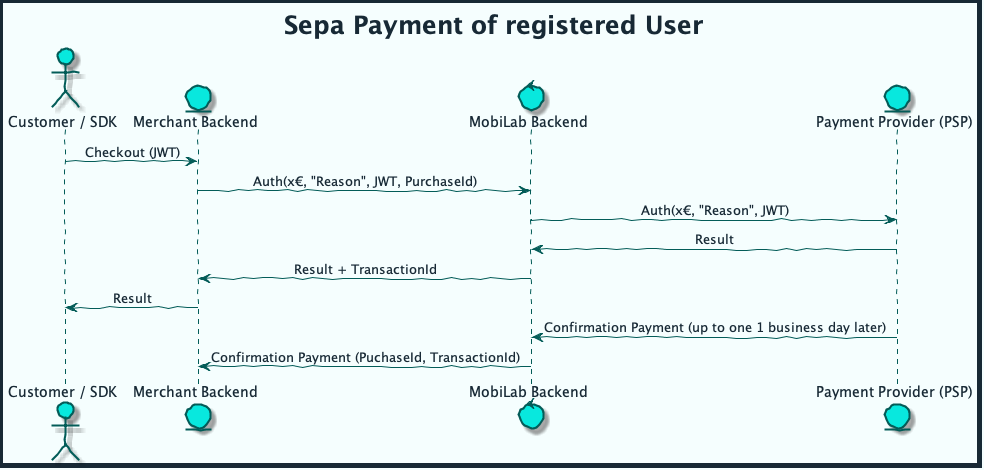 Sepa Payment of registered User
Customer / SDK
Merchant Backend
MobiLab Backend
Payment Provider (PSP)
Checkout (JWT)
Auth(x€, "Reason", JWT, PurchaseId)
Auth(x€, "Reason", JWT)
Result
Result + TransactionId
Result
Confirmation Payment (up to one 1 business day later)
Confirmation Payment (PuchaseId, TransactionId)
Customer / SDK
Merchant Backend
MobiLab Backend
Payment Provider (PSP)